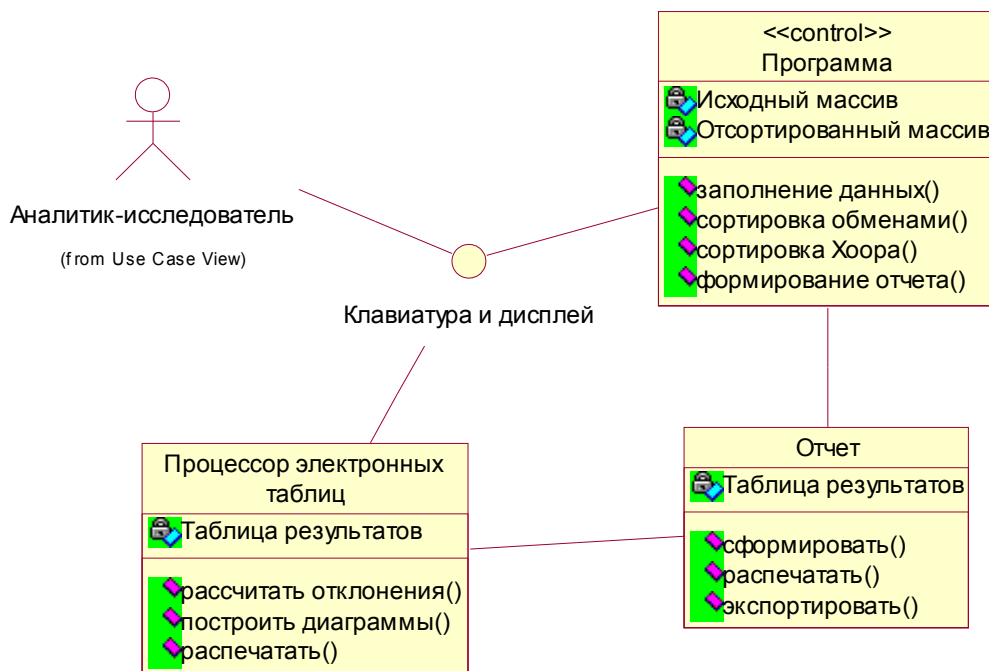 <<control>>
Программа
Исходный массив
Отсортированный массив
заполнение данных()
сортировка обменами()
сортировка Хоора()
формирование отчета()
Аналитик-исследователь
(from Use Case View)
Клавиатура и дисплей
Процессор электронных
таблиц
Таблица результатов
рассчитать отклонения()
построить диаграммы()
распечатать()
Отчет
Таблица результатов
сформировать()
распечатать()
экспортировать()